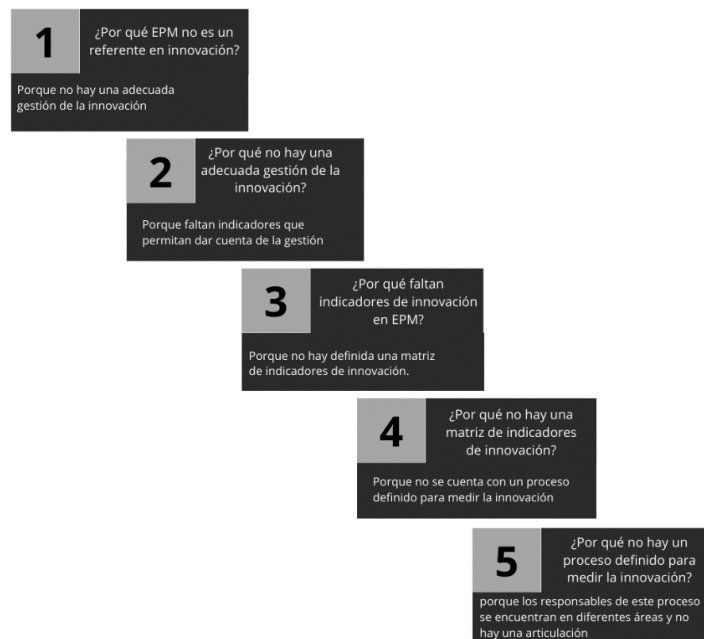 1
¿Por qué EPM no es un
referente en innovación?
Porque no hay una adecuada
gestión de la innovación
2
¿Por qué no hay una
adecuada gestión de la
innovación?
Porque faltan indicadores que
permitan dar cuenta de la gestión
3
¿Por qué faltan
indicadores de innovación
en EPM?
Porque no hay definida una matriz
de indicadores de innovación.
4
¿Por qué no hay una
matriz de indicadores
de innovación?
Porque no se cuenta con un proceso
definido para medir la innovación
5
¿Por qué no hay un
proceso definido para
medir la innovación?
porque los responsables de este proceso
se encuentran en diferentes áreas y no
hay una articulación